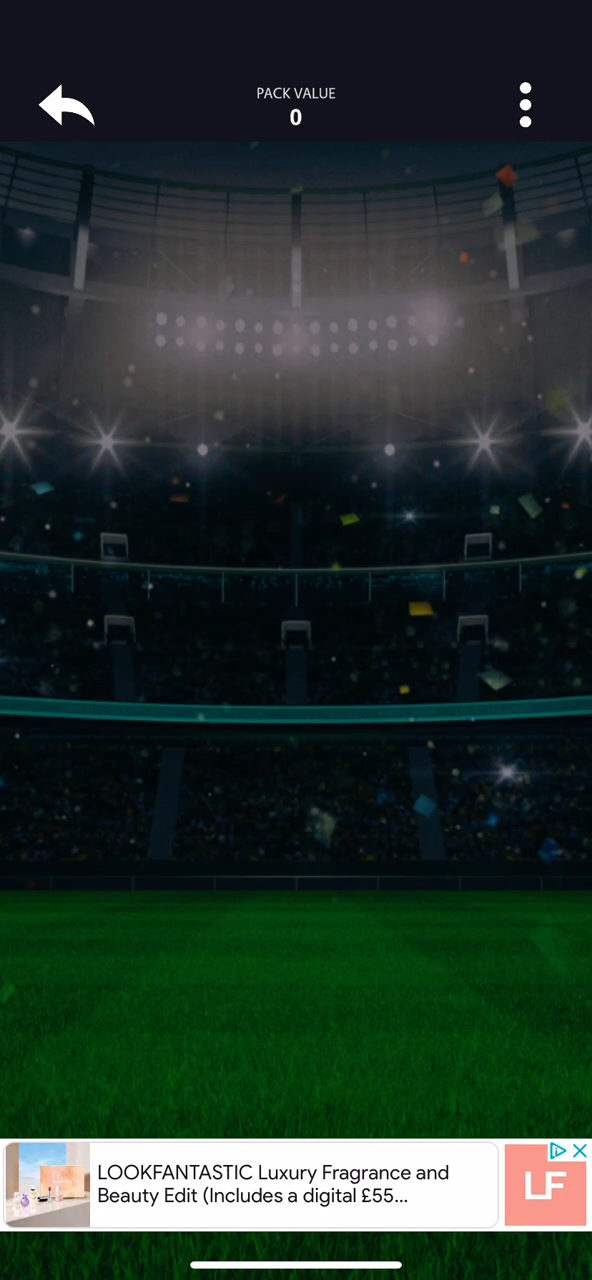 PACK VALUE
0
LOOKFANTASTIC Luxury Fragrance and
Beauty Edit (Includes a digital £55...
LF